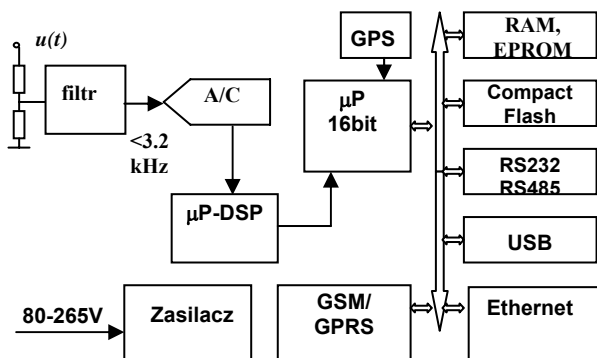 u(t)
filtr
<3.2
kHz
A/C
µP-DSP
GPS
µP
16bit
RAM,
EPROM
Compact
Flash
RS232
RS485
USB
80-265V
Zasilacz
GSM/
GPRS
Ethernet